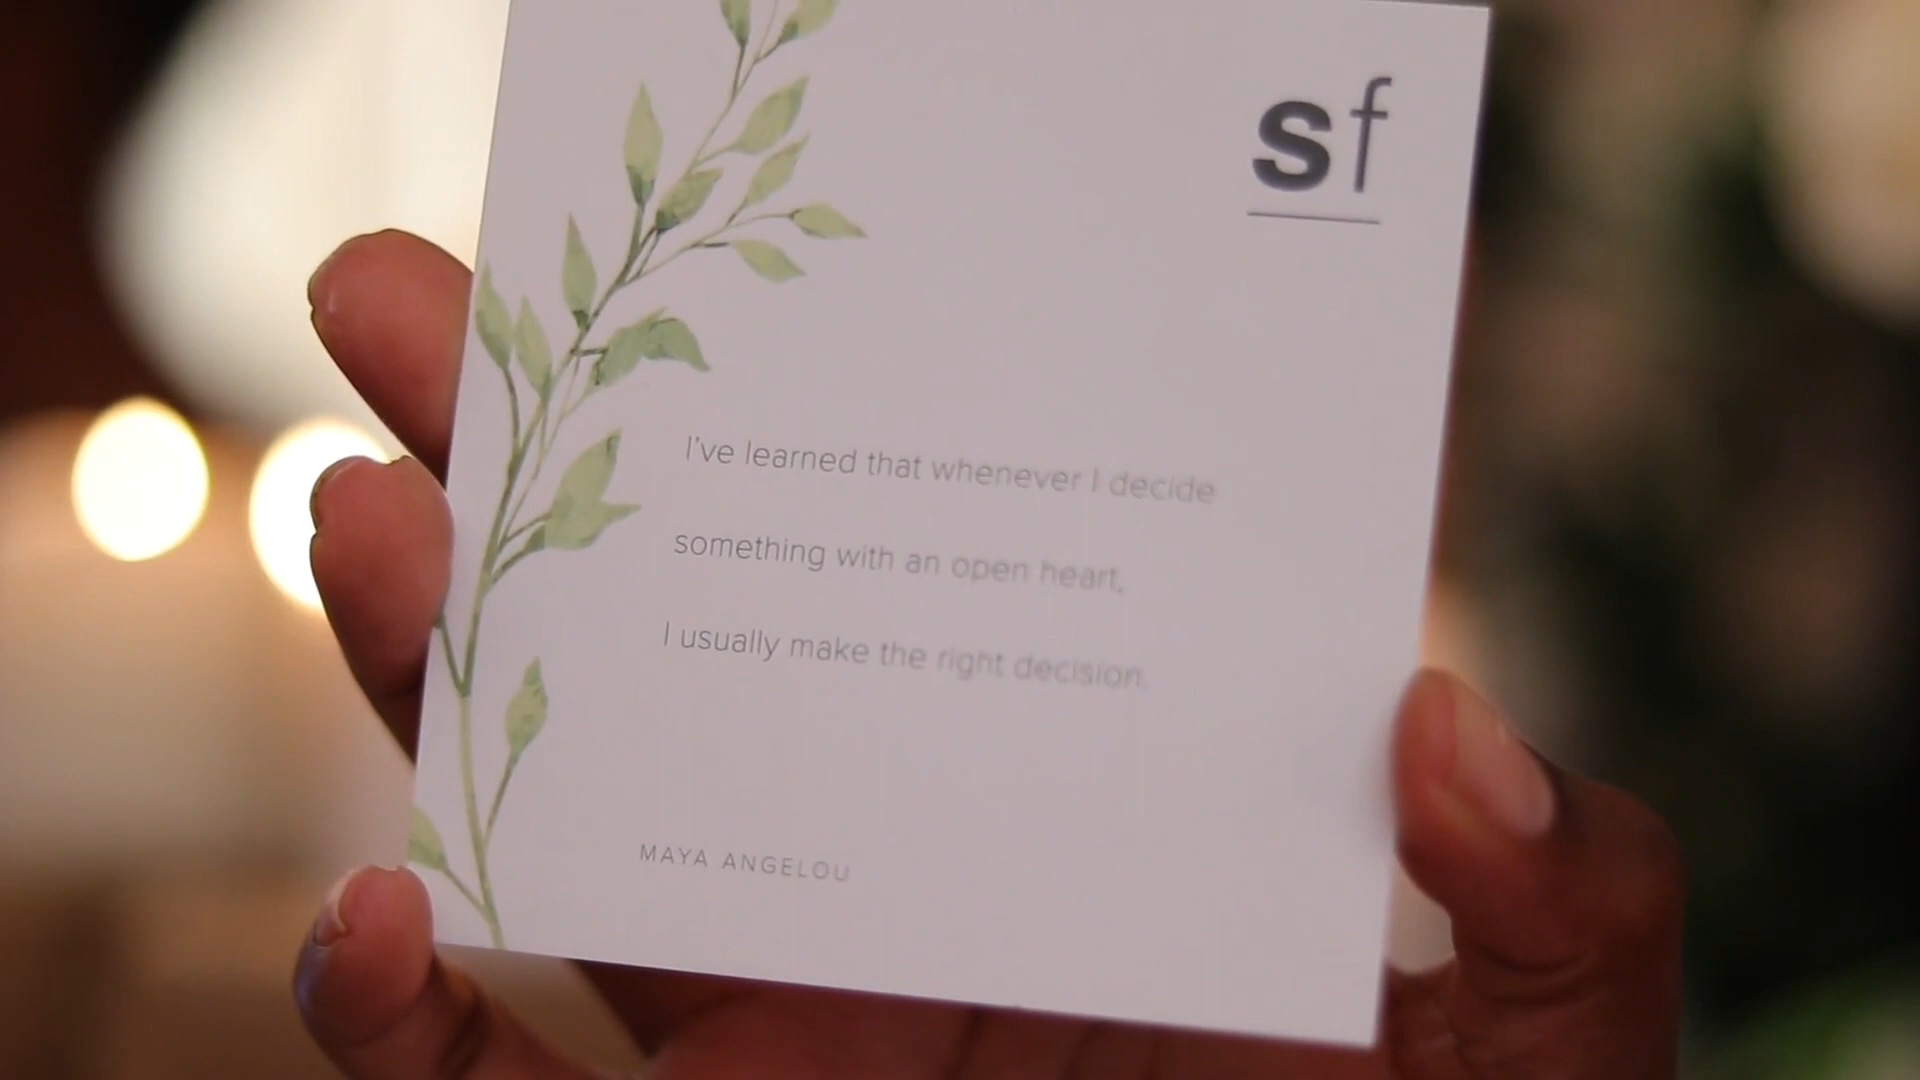 sf
I've learned that whenever I decide
something with an open heart,
I usually make the right decision.
MAYA ANGELOU